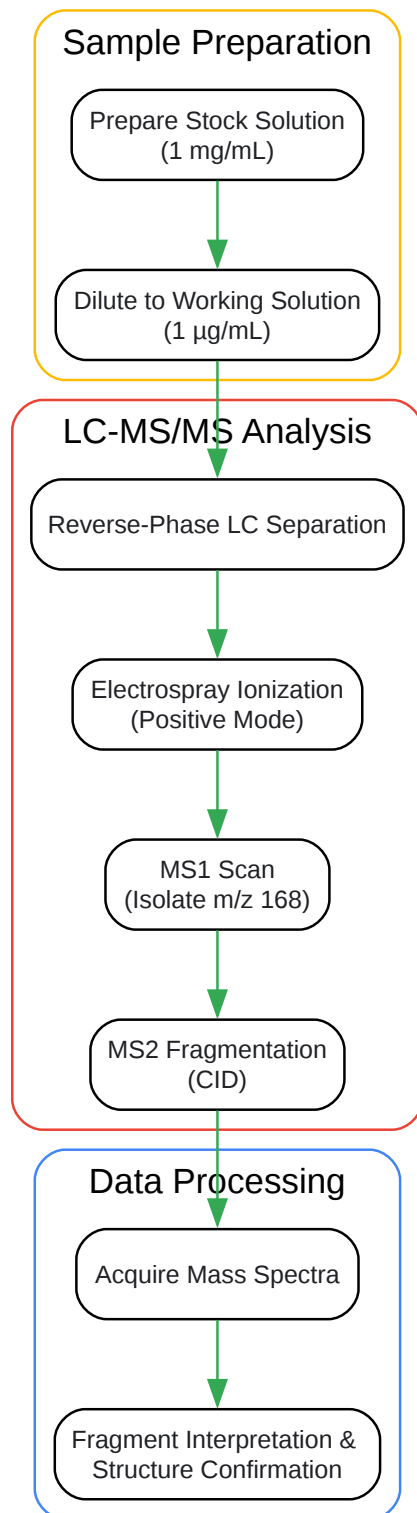 Sample Preparation
Prepare Stock Solution
(1 mg/mL)
Dilute to Working Solution
(1 µg/mL)
LC-MS/MS Analysis
Reverse-Phase LC Separation
Electrospray Ionization
(Positive Mode)
MS1 Scan
(Isolate m/z 168)
MS2 Fragmentation
(CID)
Data Processing
Acquire Mass Spectra
Fragment Interpretation &
Structure Confirmation